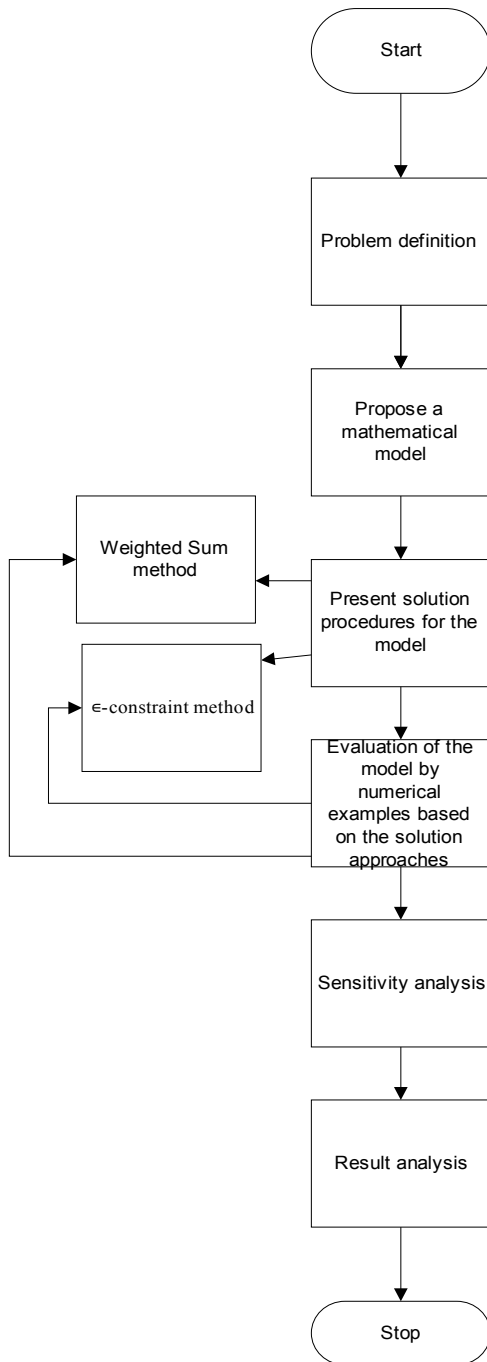 Start
Problem definition
Propose a
mathematical
model
Weighted Sum
method
Present solution
procedures for the
model
∊-constraint method
Evaluation of the
model by
numerical
examples based
on the solution
approaches
Sensitivity analysis
Result analysis
Stop